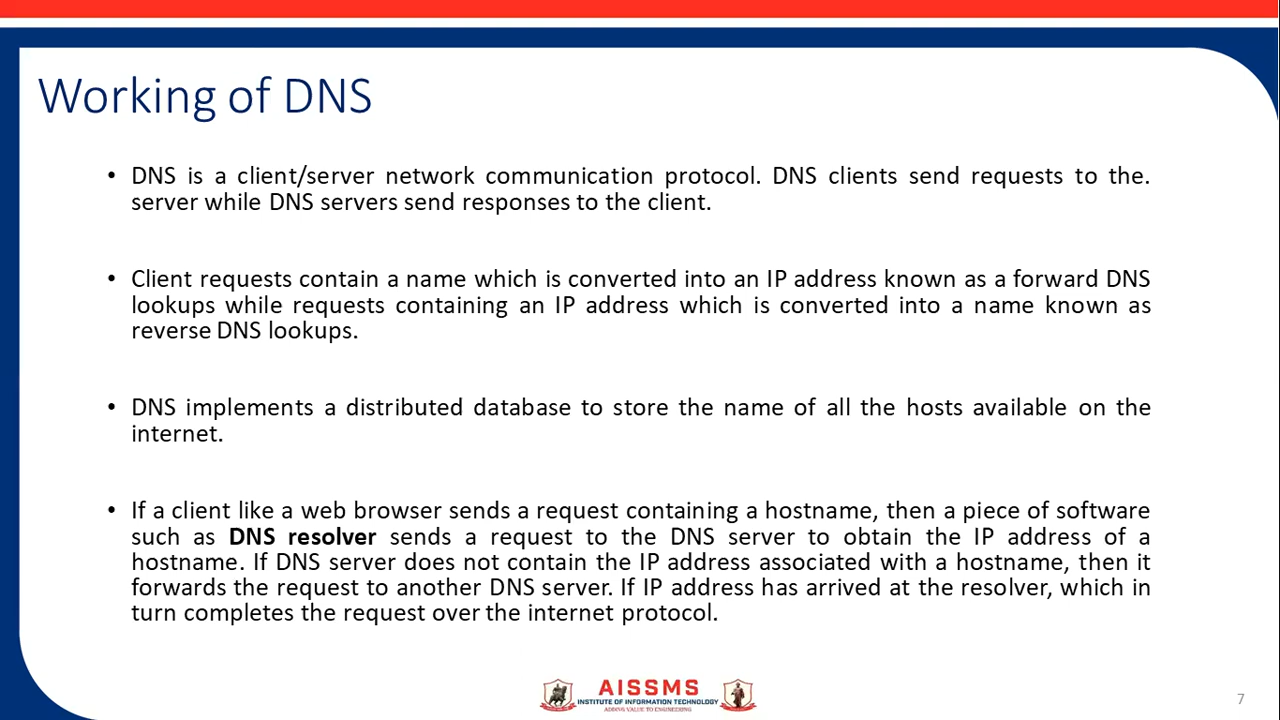 Working of DNS
• DNS is a client/server network communication protocol. DNS clients send requests to the.
server while DNS servers send responses to the client.
• Client requests contain a name which is converted into an IP address known as a forward DNS
lookups while requests containing an IP address which is converted into a name known as
reverse DNS lookups.
• DNS implements a distributed database to store the name of all the hosts available on the
internet.
• If a client like a web browser sends a request containing a hostname, then a piece of software
such as DNS resolver sends a request to the DNS server to obtain the IP address of a
hostname. If DNS server does not contain the IP address associated with a hostname, then it
forwards the request to another DNS server. If IP address has arrived at the resolver, which in
turn completes the request over the internet protocol.
AISSMS
INSTITUTE OF INFORMATION TECHNOLOGY
ADDING VALUE TO ENGINEERING
7